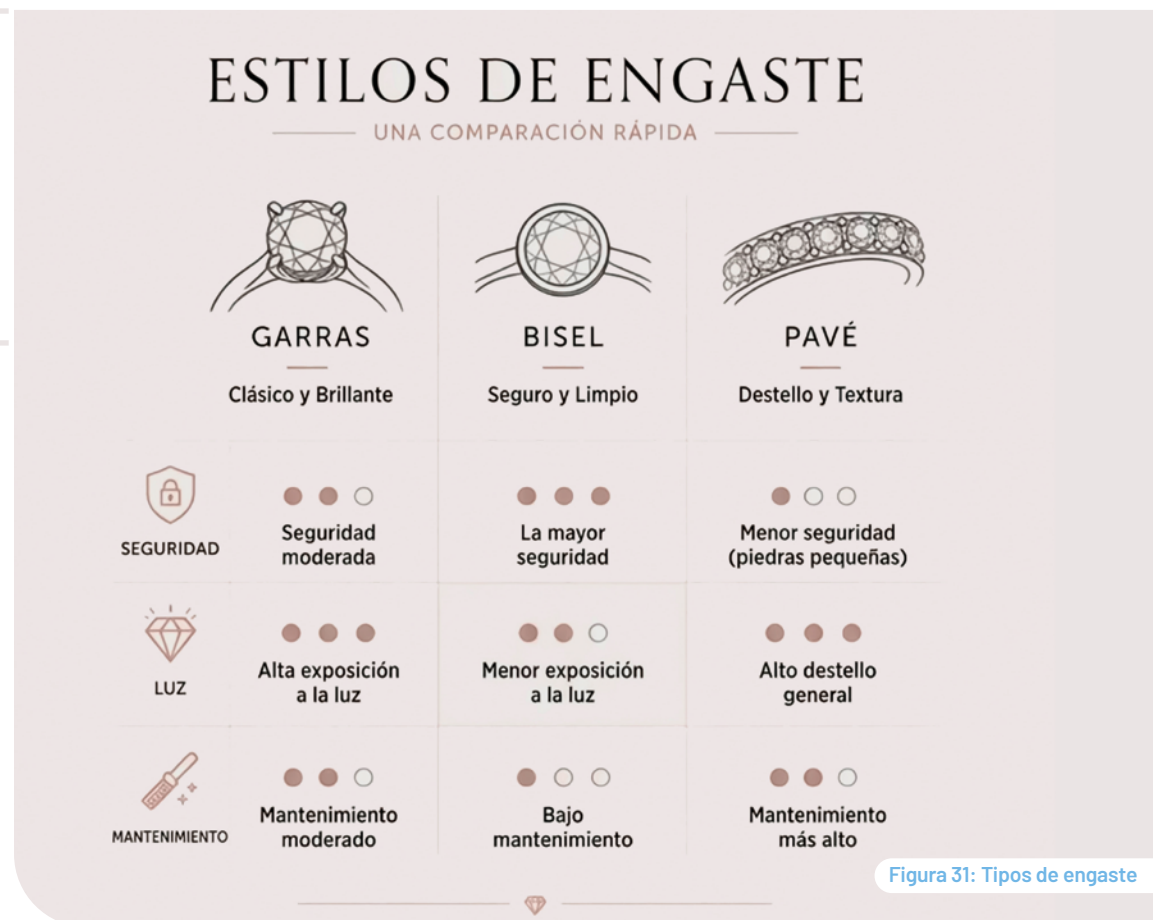 ESTILOS DE ENGASTE
UNA COMPARACIÓN RÁPIDA
GARRAS
Clásico y Brillante
BISEL
Seguro y Limpio
PAVÉ
Destello y Textura
SEGURIDAD
Seguridad
moderada
La mayor
seguridad
Menor seguridad
(piedras pequeñas)
LUZ
Alta exposición
a la luz
Menor exposición
a la luz
Alto destello
general
MANTENIMIENTO
Mantenimiento
moderado
Bajo
mantenimiento
Mantenimiento
más alto
Figura 31: Tipos de engaste